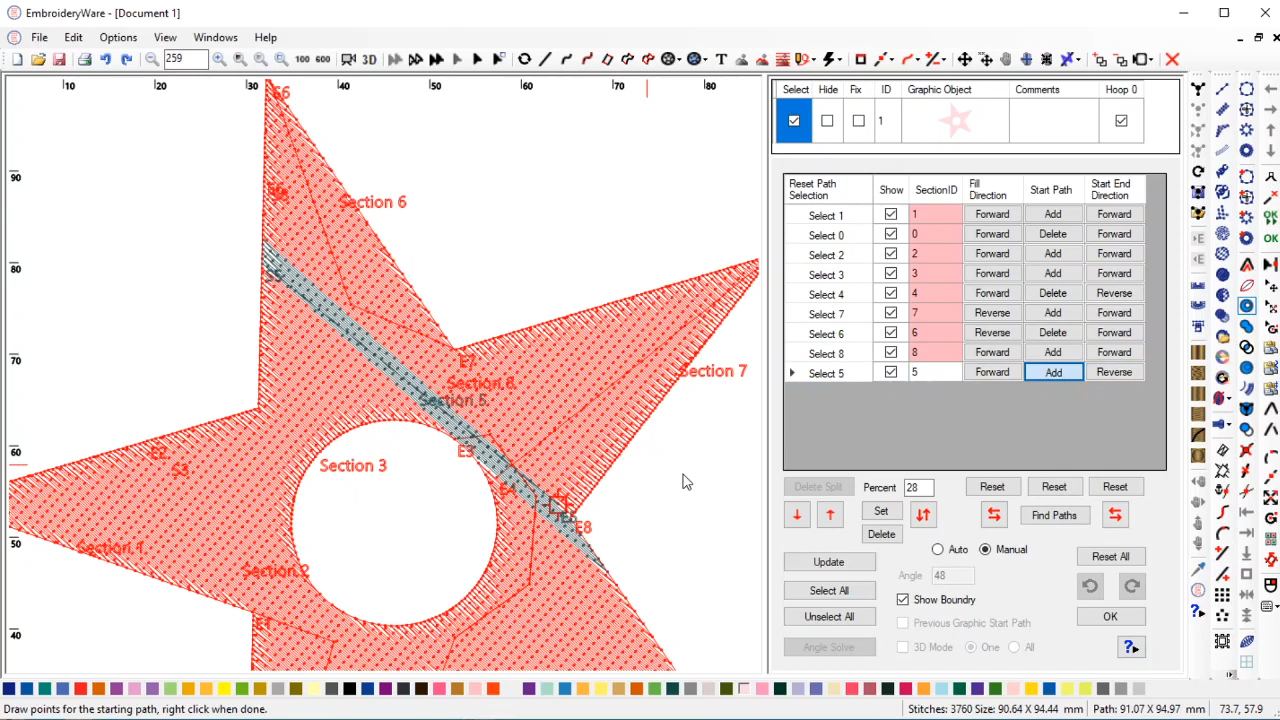 EmbroideryWare - [Document 1]
File Edit Options View Windows Help
259 100 600 3D
10 30 40 50 70 80
90
80
70
60
50
40
E6
Section 6
E7
Section 8
Section 5
Section 7
E2
S3
E3
Section 3
E8
Section 1
Section 2
E1
Select Hide Fix ID Graphic Object Comments Hoop 0
1
Reset Path Selection Show SectionID Fill Direction Start Path Start End Direction
Select 1 1 Forward Add Forward
Select 0 0 Forward Delete Forward
Select 2 2 Forward Add Forward
Select 3 3 Forward Add Forward
Select 4 4 Forward Delete Reverse
Select 7 7 Reverse Add Forward
Select 6 6 Reverse Delete Forward
Select 8 8 Forward Add Forward
Select 5 5 Forward Add Reverse
Delete Split Percent 28 Reset Reset Reset
Set Find Paths
Delete
Auto Manual
Update Angle 48 Reset All
Select All Show Boundry
Unselect All Previous Graphic Start Path OK
Angle Solve 3D Mode One All
Draw points for the starting path, right click when done. Stitches: 3760 Size: 90.64 X 94.44 mm Path: 91.07 X 94.97 mm 73.7, 57.9